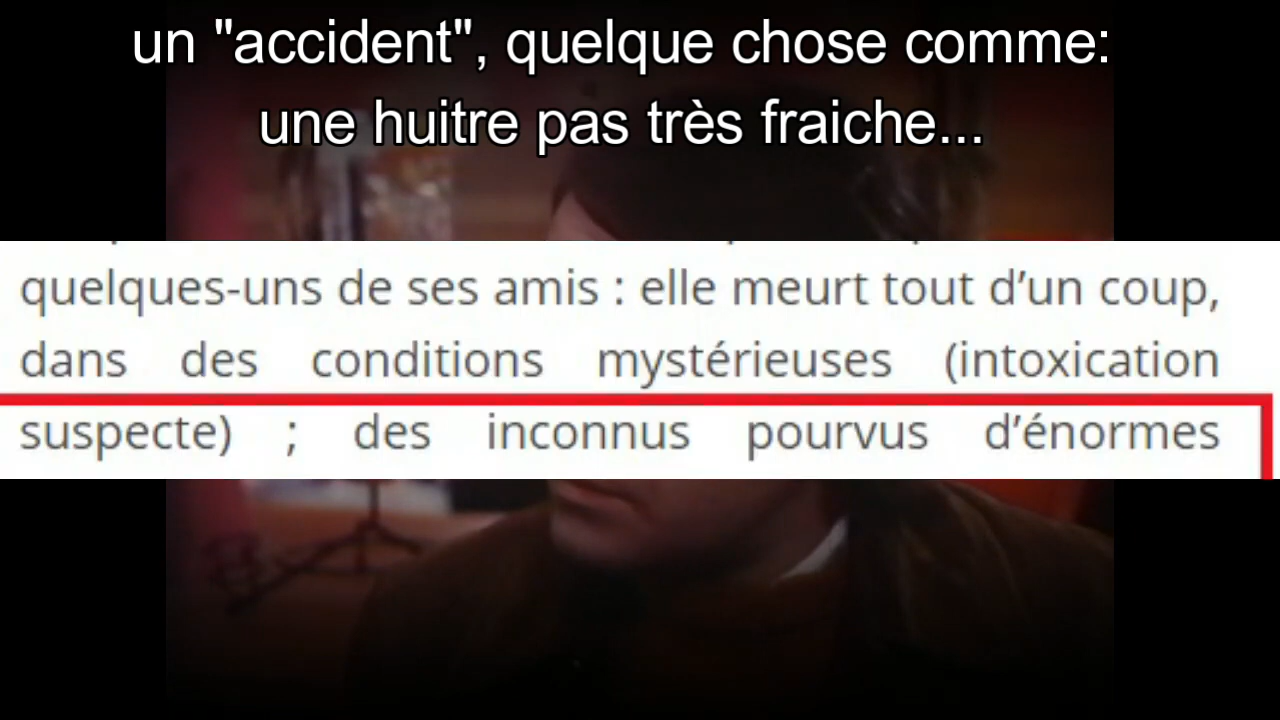 un "accident", quelque chose comme:
une huitre pas très fraiche...
quelques-uns de ses amis : elle meurt tout d’un coup,
dans des conditions mystérieuses (intoxication
suspecte) ; des inconnus pourvus d’énormes